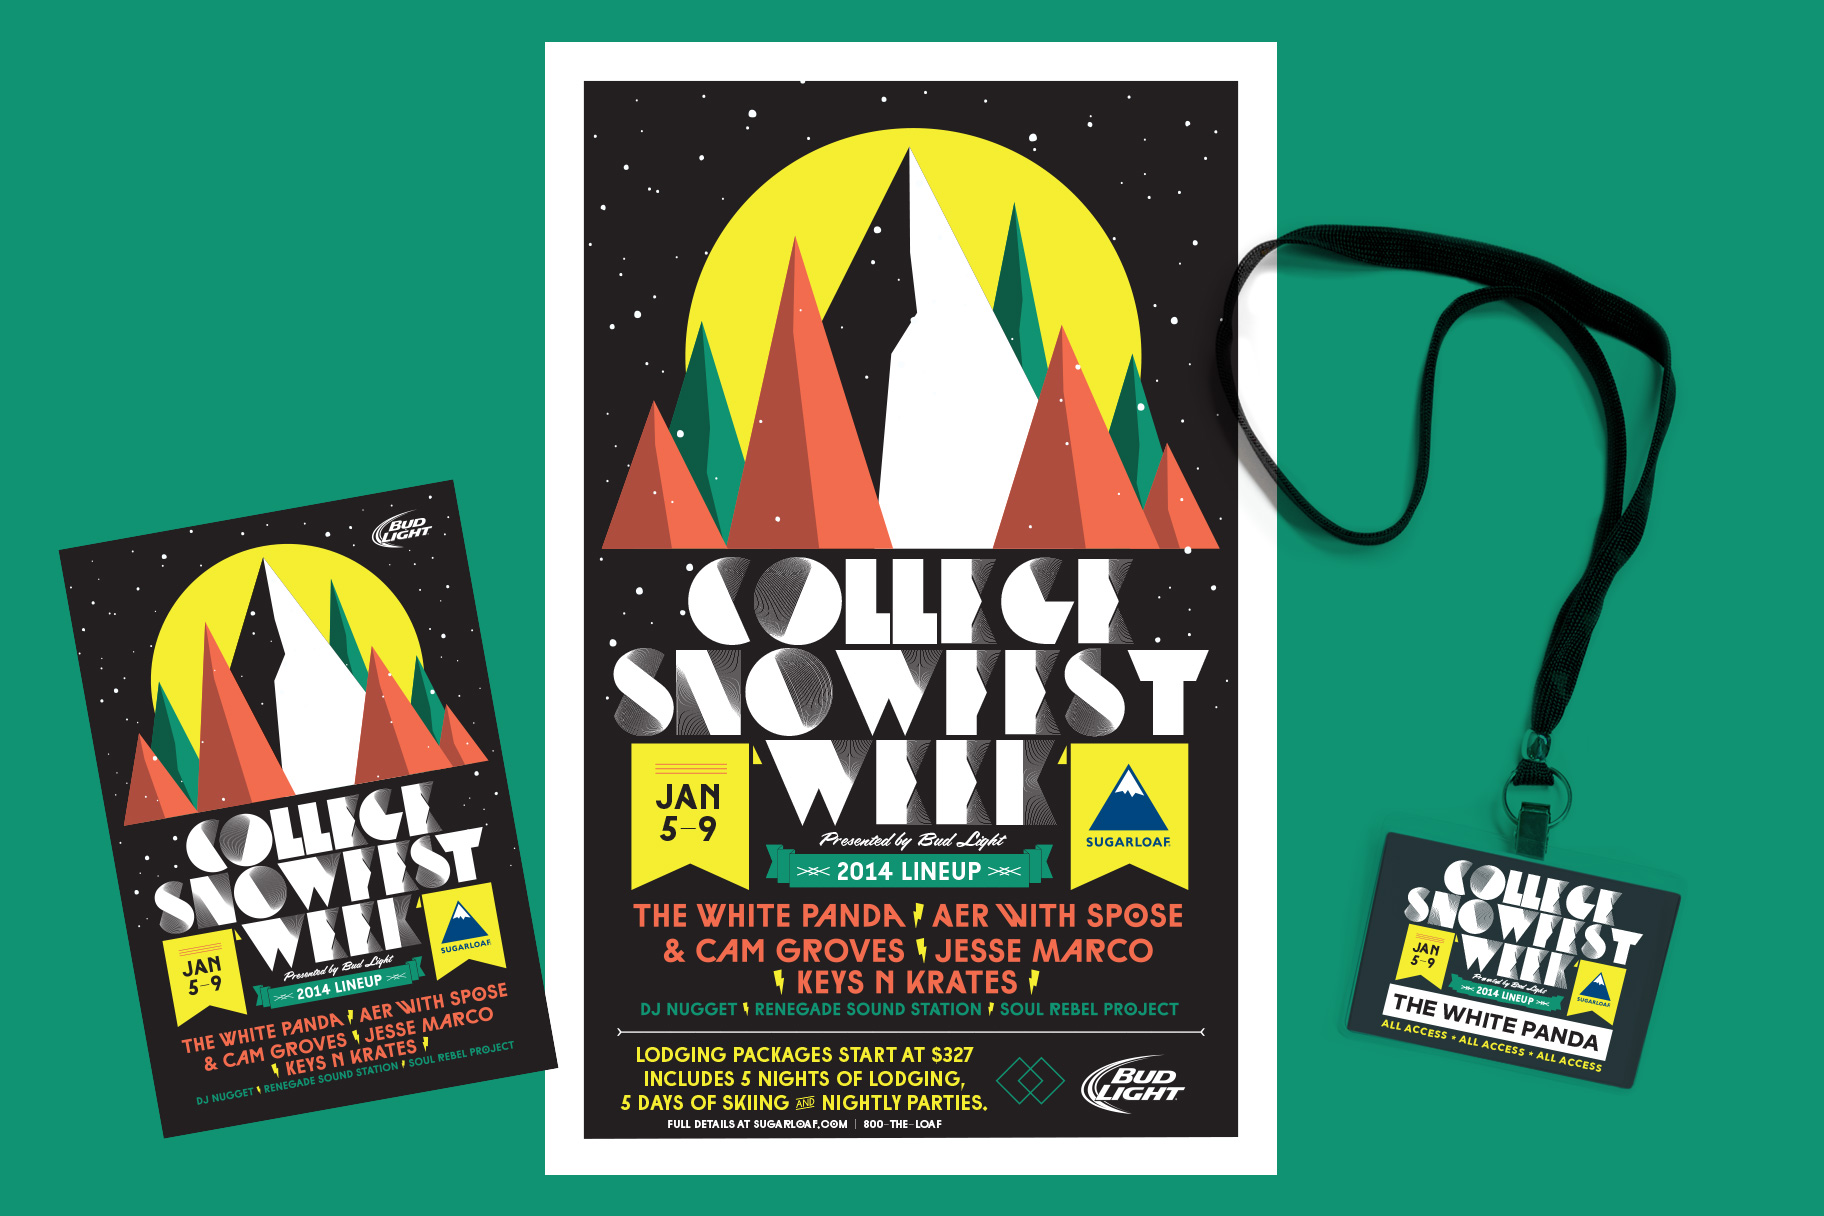 BUD
LIGHT
COLLEGE
SNOWFEST
WEEK
JAN
5–9
SUGARLOAF
Presented by Bud Light
2014 LINEUP
THE WHITE PANDA AER WITH SPOSE
& CAM GROVES JESSE MARCO
KEYS N KRATES
DJ NUGGET RENEGADE SOUND STATION SOUL REBEL PROJECT
COLLEGE
SNOWFEST
WEEK
JAN
5–9
SUGARLOAF
Presented by Bud Light
2014 LINEUP
THE WHITE PANDA AER WITH SPOSE
& CAM GROVES JESSE MARCO
KEYS N KRATES
DJ NUGGET RENEGADE SOUND STATION SOUL REBEL PROJECT
LODGING PACKAGES START AT $327
INCLUDES 5 NIGHTS OF LODGING,
5 DAYS OF SKIING AND NIGHTLY PARTIES.
FULL DETAILS AT SUGARLOAF.COM | 800-THE-LOAF
BUD
LIGHT
COLLEGE
SNOWFEST
WEEK
JAN
5–9
SUGARLOAF
Presented by Bud Light
2014 LINEUP
THE WHITE PANDA
ALL ACCESS * ALL ACCESS * ALL ACCESS